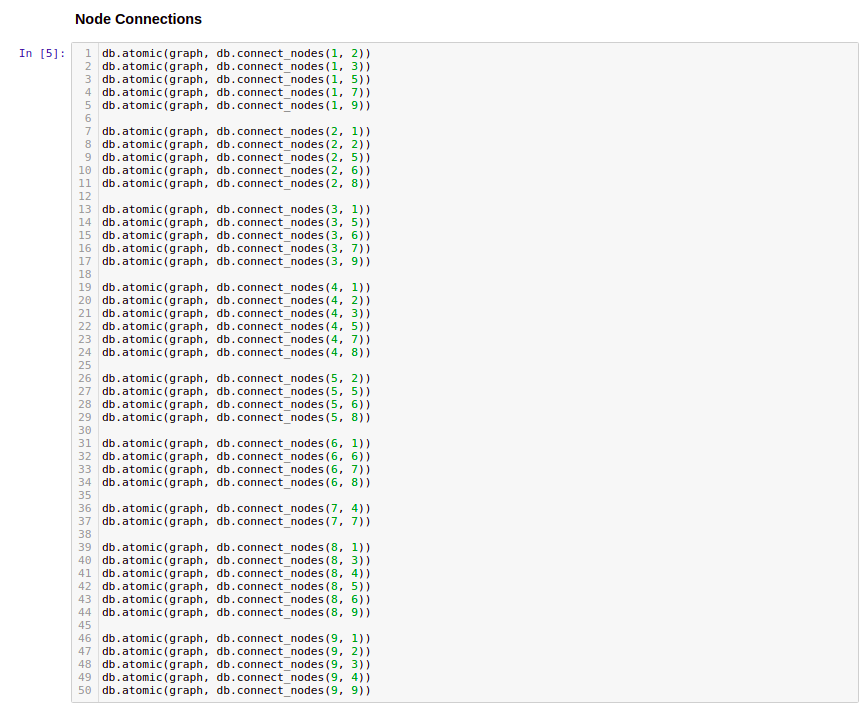 Node Connections
In [5]:
1 db.atomic(graph, db.connect_nodes(1, 2))
2 db.atomic(graph, db.connect_nodes(1, 3))
3 db.atomic(graph, db.connect_nodes(1, 5))
4 db.atomic(graph, db.connect_nodes(1, 7))
5 db.atomic(graph, db.connect_nodes(1, 9))
6
7 db.atomic(graph, db.connect_nodes(2, 1))
8 db.atomic(graph, db.connect_nodes(2, 2))
9 db.atomic(graph, db.connect_nodes(2, 5))
10 db.atomic(graph, db.connect_nodes(2, 6))
11 db.atomic(graph, db.connect_nodes(2, 8))
12
13 db.atomic(graph, db.connect_nodes(3, 1))
14 db.atomic(graph, db.connect_nodes(3, 5))
15 db.atomic(graph, db.connect_nodes(3, 6))
16 db.atomic(graph, db.connect_nodes(3, 7))
17 db.atomic(graph, db.connect_nodes(3, 9))
18
19 db.atomic(graph, db.connect_nodes(4, 1))
20 db.atomic(graph, db.connect_nodes(4, 2))
21 db.atomic(graph, db.connect_nodes(4, 3))
22 db.atomic(graph, db.connect_nodes(4, 5))
23 db.atomic(graph, db.connect_nodes(4, 7))
24 db.atomic(graph, db.connect_nodes(4, 8))
25
26 db.atomic(graph, db.connect_nodes(5, 2))
27 db.atomic(graph, db.connect_nodes(5, 5))
28 db.atomic(graph, db.connect_nodes(5, 6))
29 db.atomic(graph, db.connect_nodes(5, 8))
30
31 db.atomic(graph, db.connect_nodes(6, 1))
32 db.atomic(graph, db.connect_nodes(6, 6))
33 db.atomic(graph, db.connect_nodes(6, 7))
34 db.atomic(graph, db.connect_nodes(6, 8))
35
36 db.atomic(graph, db.connect_nodes(7, 4))
37 db.atomic(graph, db.connect_nodes(7, 7))
38
39 db.atomic(graph, db.connect_nodes(8, 1))
40 db.atomic(graph, db.connect_nodes(8, 3))
41 db.atomic(graph, db.connect_nodes(8, 4))
42 db.atomic(graph, db.connect_nodes(8, 5))
43 db.atomic(graph, db.connect_nodes(8, 6))
44 db.atomic(graph, db.connect_nodes(8, 9))
45
46 db.atomic(graph, db.connect_nodes(9, 1))
47 db.atomic(graph, db.connect_nodes(9, 2))
48 db.atomic(graph, db.connect_nodes(9, 3))
49 db.atomic(graph, db.connect_nodes(9, 4))
50 db.atomic(graph, db.connect_nodes(9, 9))